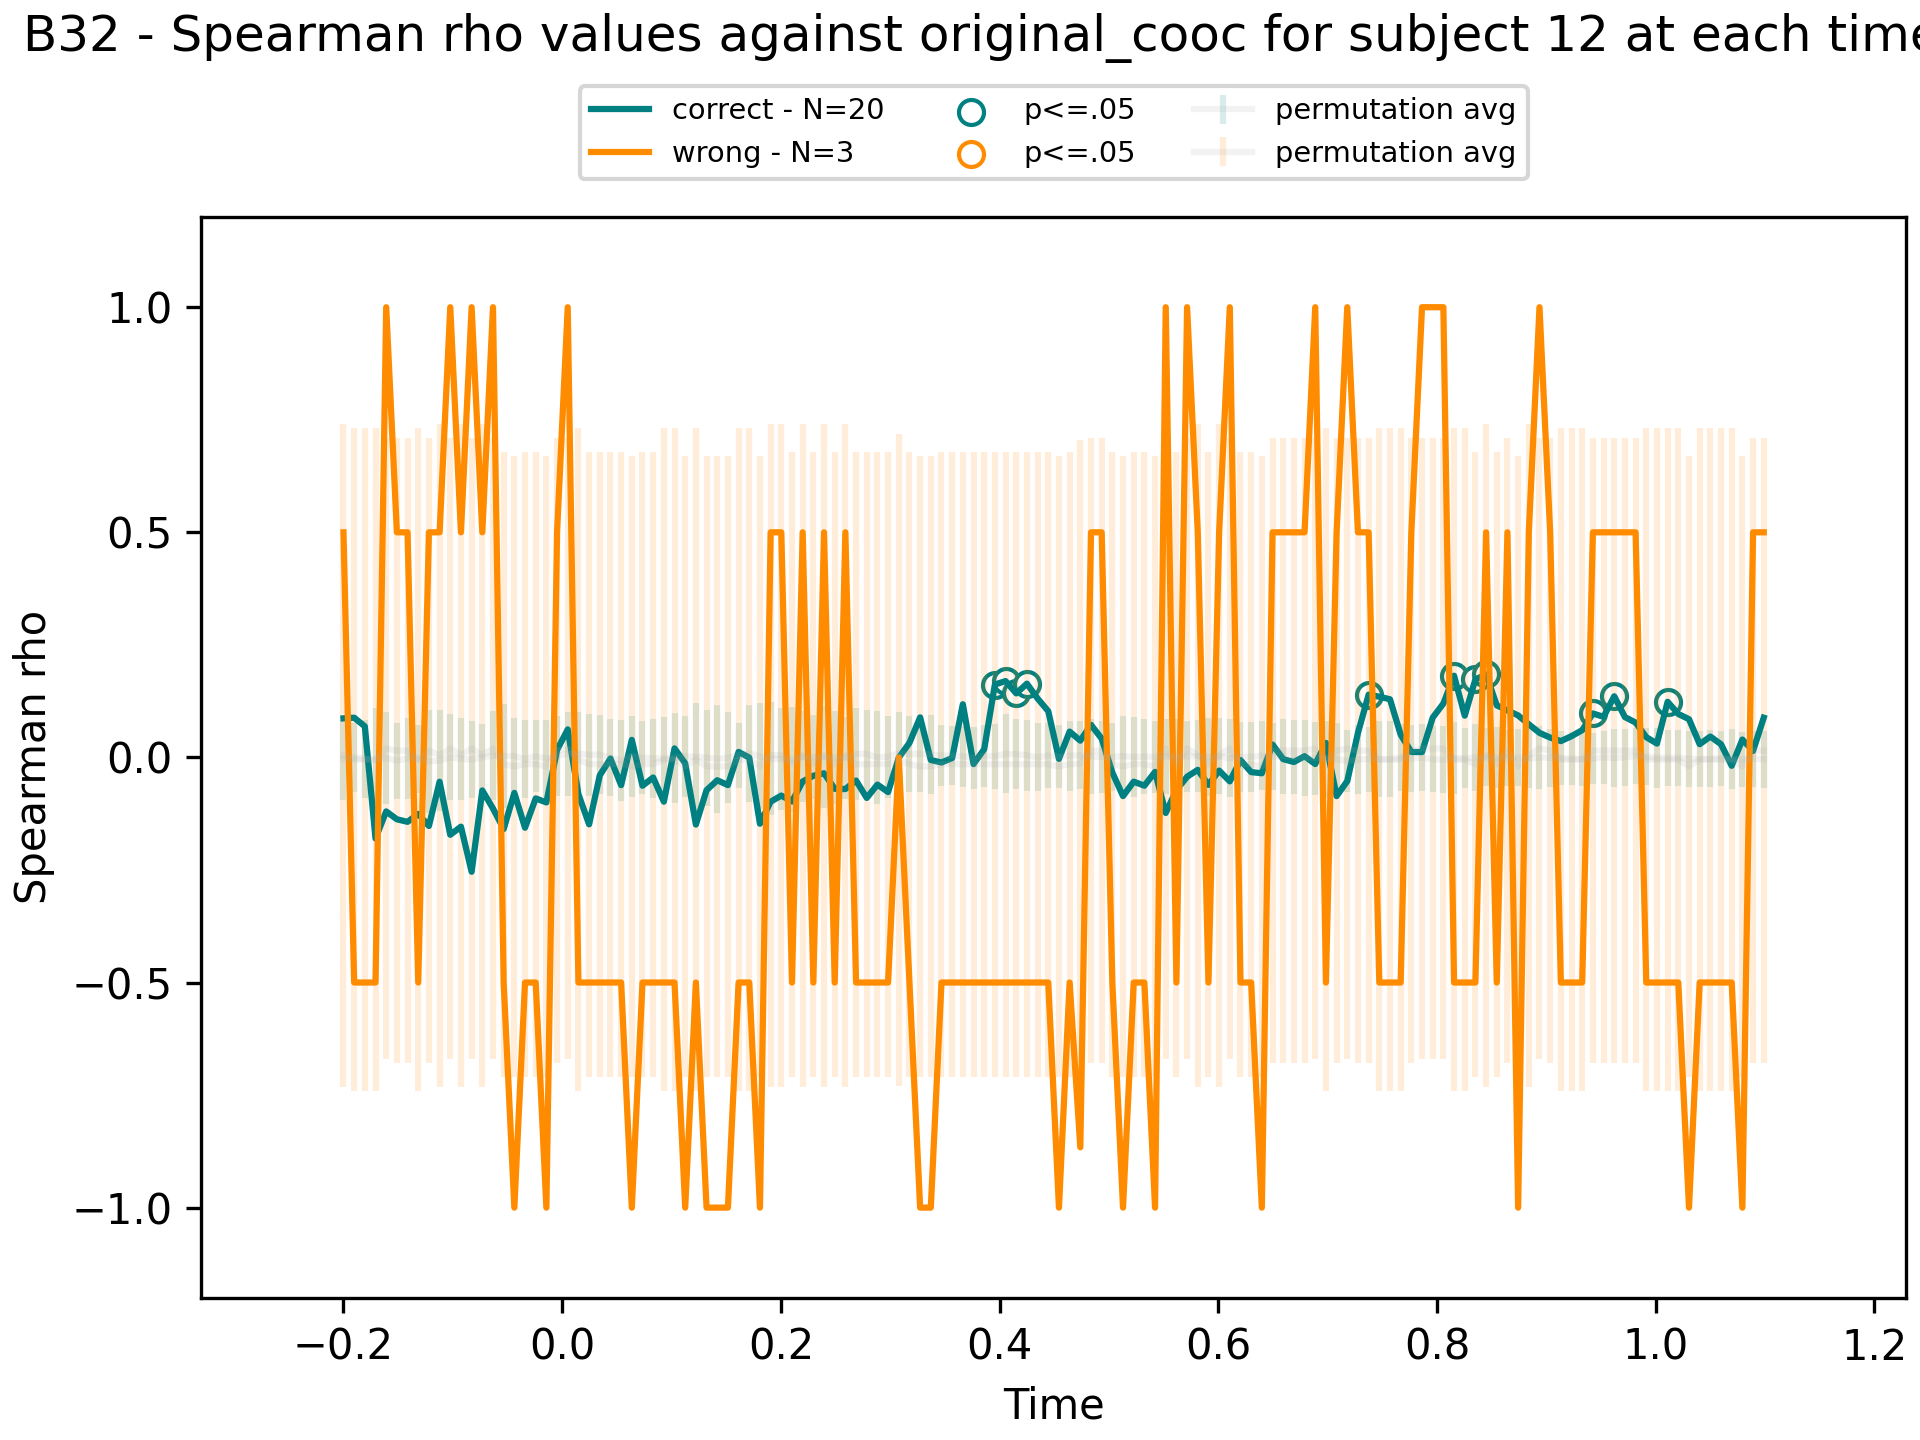 B32 - Spearman rho values against original_cooc for subject 12 at each time
correct - N=20
wrong - N=3
p<=.05
p<=.05
permutation avg
permutation avg
Spearman rho
1.0
0.5
0.0
−0.5
−1.0
−0.2 0.0 0.2 0.4 0.6 0.8 1.0 1.2
Time